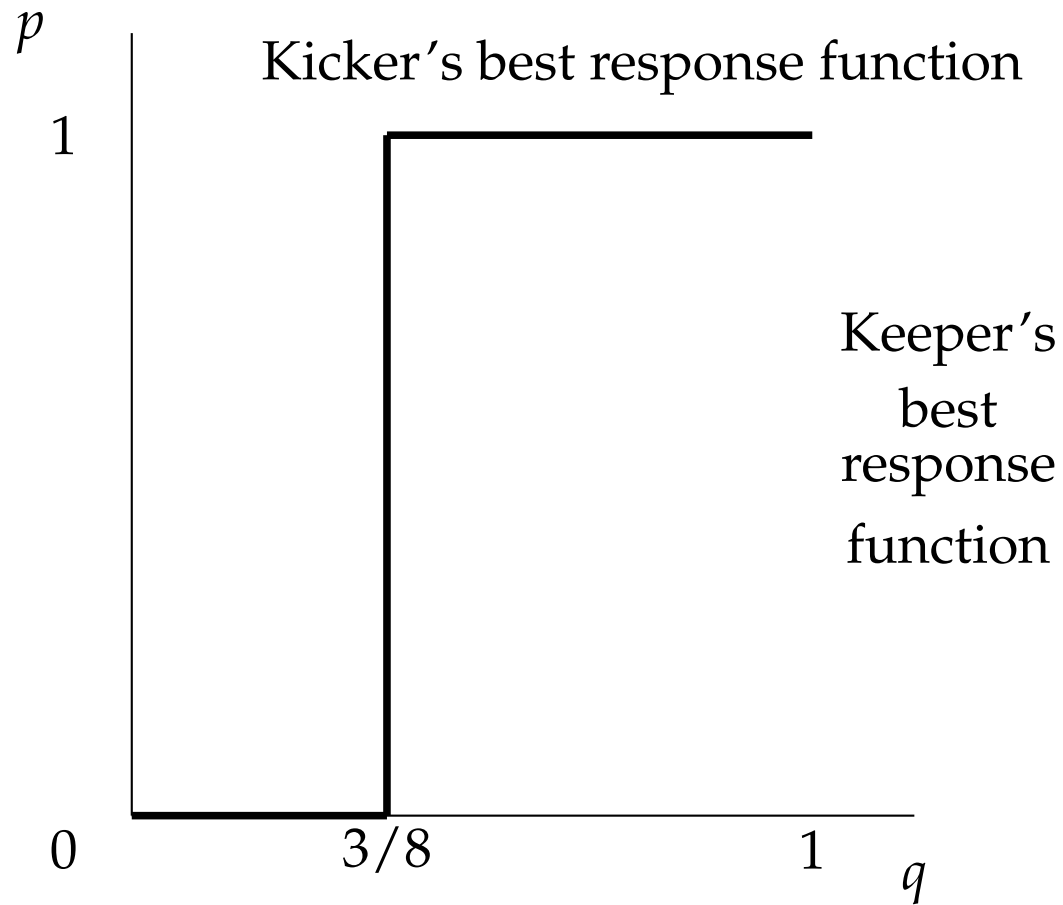 p
Kicker’s best response function
1
Keeper’s
best
response
function
0
3/8
1
q